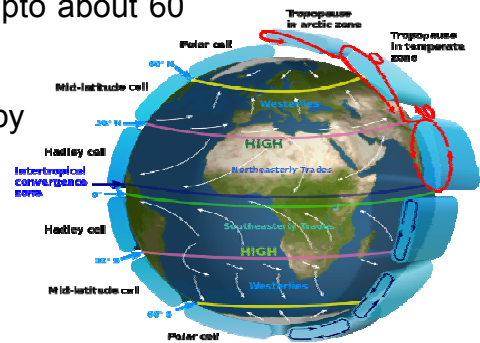 pto about 60
Tropopause
in arctic zone
Tropopause
in temperate
zone
Polar cell
60° N
Mid-latitude cell
Westerlies
by
30° N
HIGH
Hadley cell
Northeasterly Trades
Intertropical
convergence
zone
0°
Southeasterly Trades
Hadley cell
HIGH
30° S
Westerlies
Mid-latitude cell
60° S
Polar cell